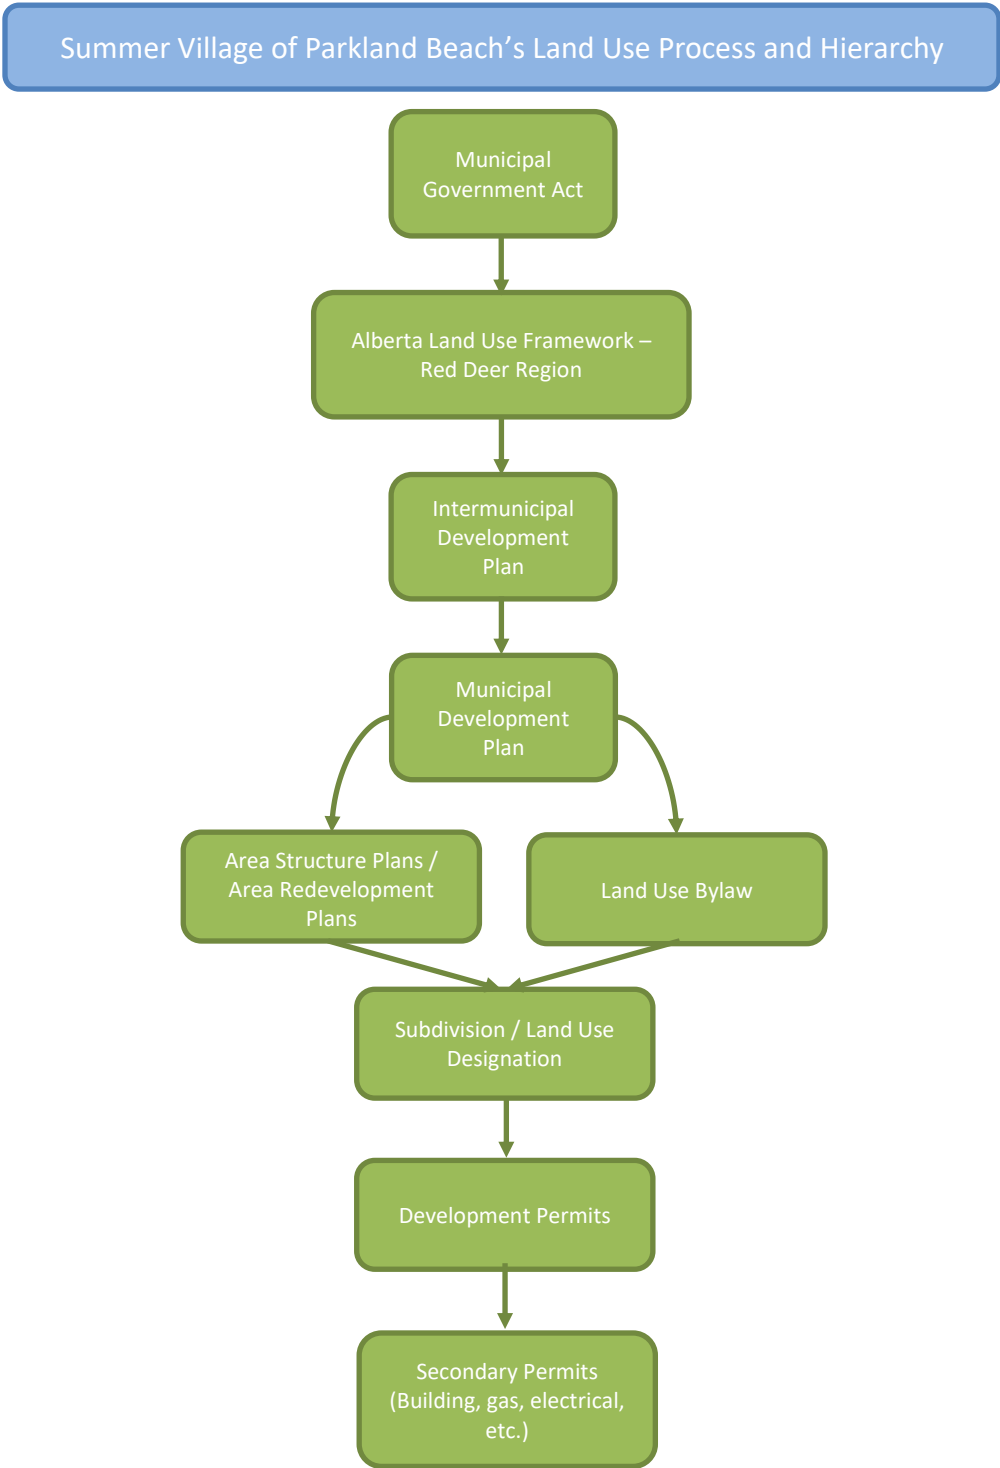 Summer Village of Parkland Beach’s Land Use Process and Hierarchy
Municipal
Government Act
Alberta Land Use Framework –
Red Deer Region
Intermunicipal
Development
Plan
Municipal
Development
Plan
Area Structure Plans /
Area Redevelopment
Plans
Land Use Bylaw
Subdivision / Land Use
Designation
Development Permits
Secondary Permits
(Building, gas, electrical,
etc.)